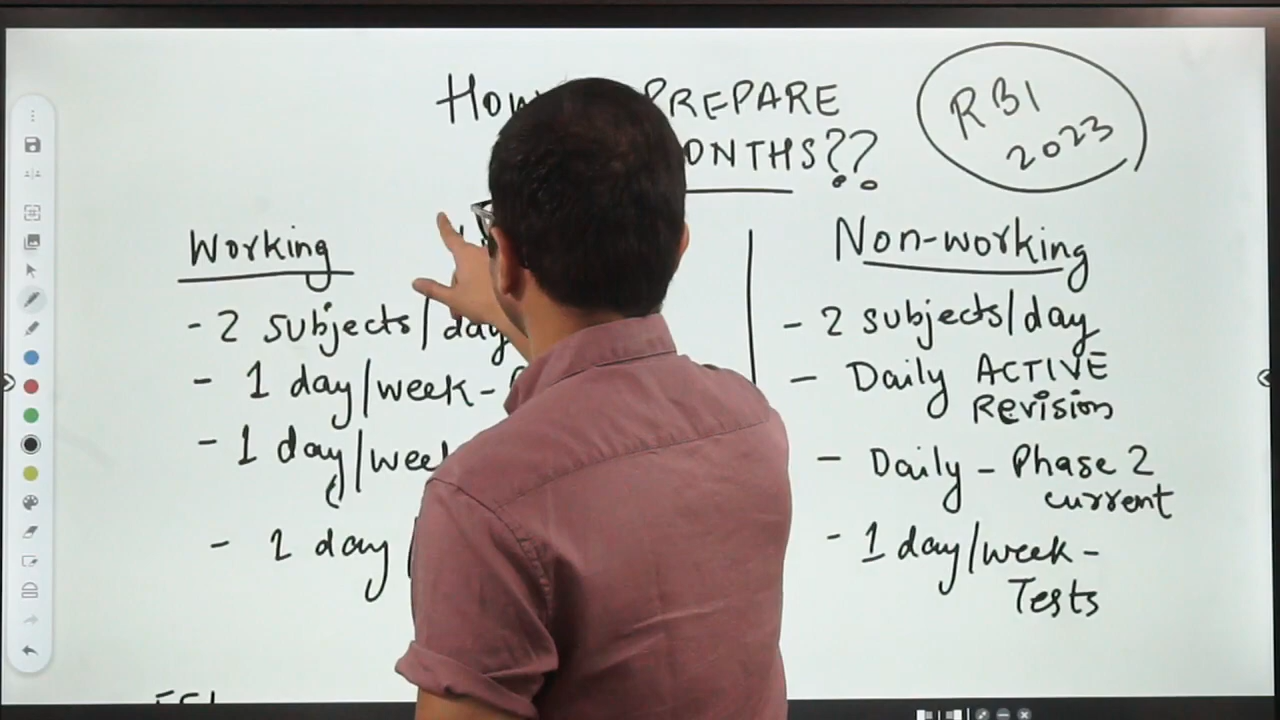 How PREPARE
ONTHS??
RBI
2023
Working
- 2 subjects/day
- 1 day/week-
- 1 day/week
- 1 day
Non-working
- 2 subjects/day
- Daily ACTIVE
Revision
- Daily - Phase 2
current
- 1 day/week -
Tests